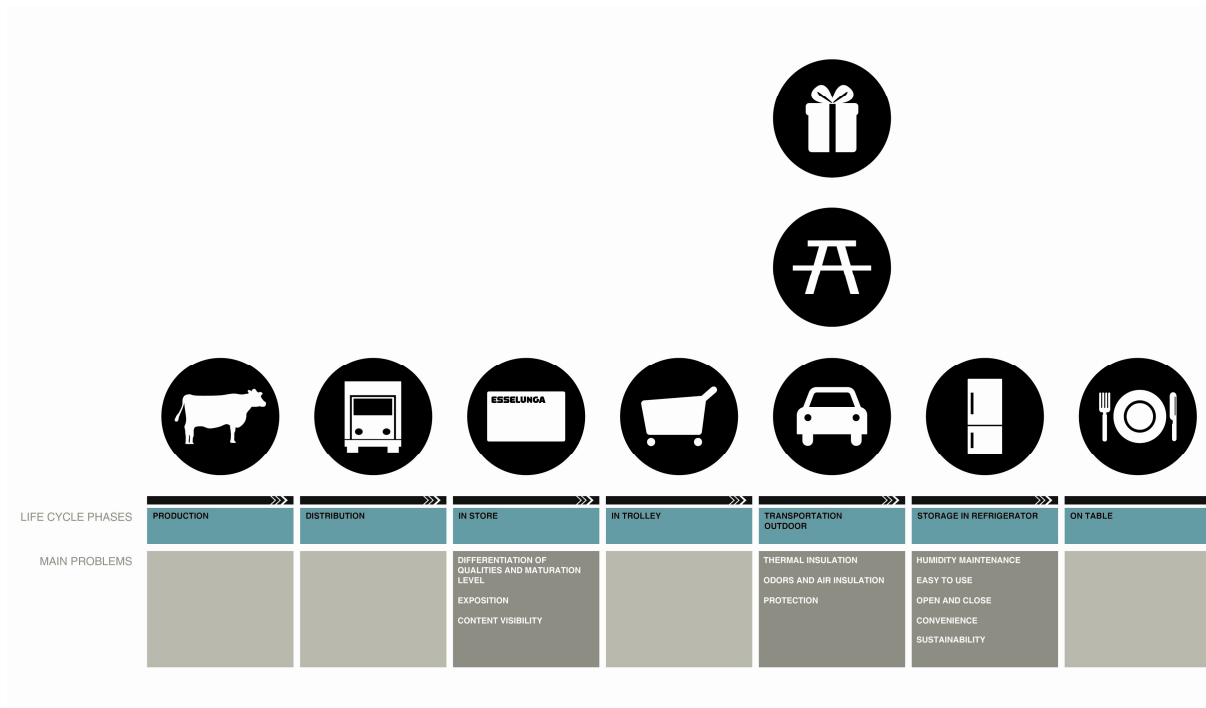 ESSELUNGA
LIFE CYCLE PHASES
PRODUCTION
DISTRIBUTION
IN STORE
IN TROLLEY
TRANSPORTATION
OUTDOOR
STORAGE IN REFRIGERATOR
ON TABLE
MAIN PROBLEMS
DIFFERENTIATION OF
QUALITIES AND MATURATION
LEVEL
EXPOSITION
CONTENT VISIBILITY
THERMAL INSULATION
ODORS AND AIR INSULATION
PROTECTION
HUMIDITY MAINTENANCE
EASY TO USE
OPEN AND CLOSE
CONVENIENCE
SUSTAINABILITY